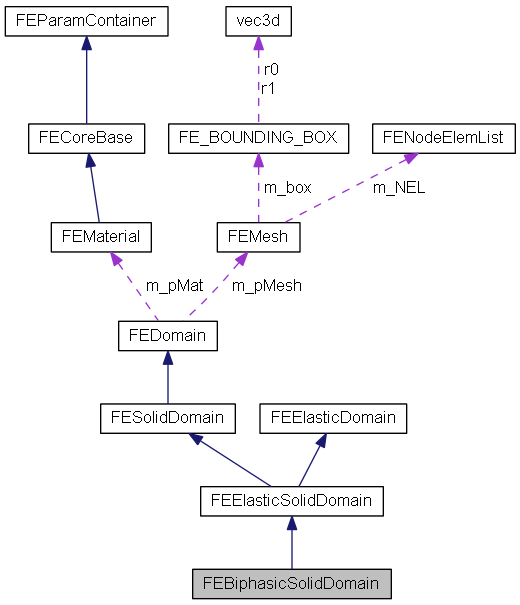 FEParamContainer
vec3d
r0
r1
FECoreBase
FE_BOUNDING_BOX
FENodeElemList
m_box
m_NEL
FEMaterial
FEMesh
m_pMat
m_pMesh
FEDomain
FESolidDomain
FEElasticDomain
FEElasticSolidDomain
FEBiphasicSolidDomain